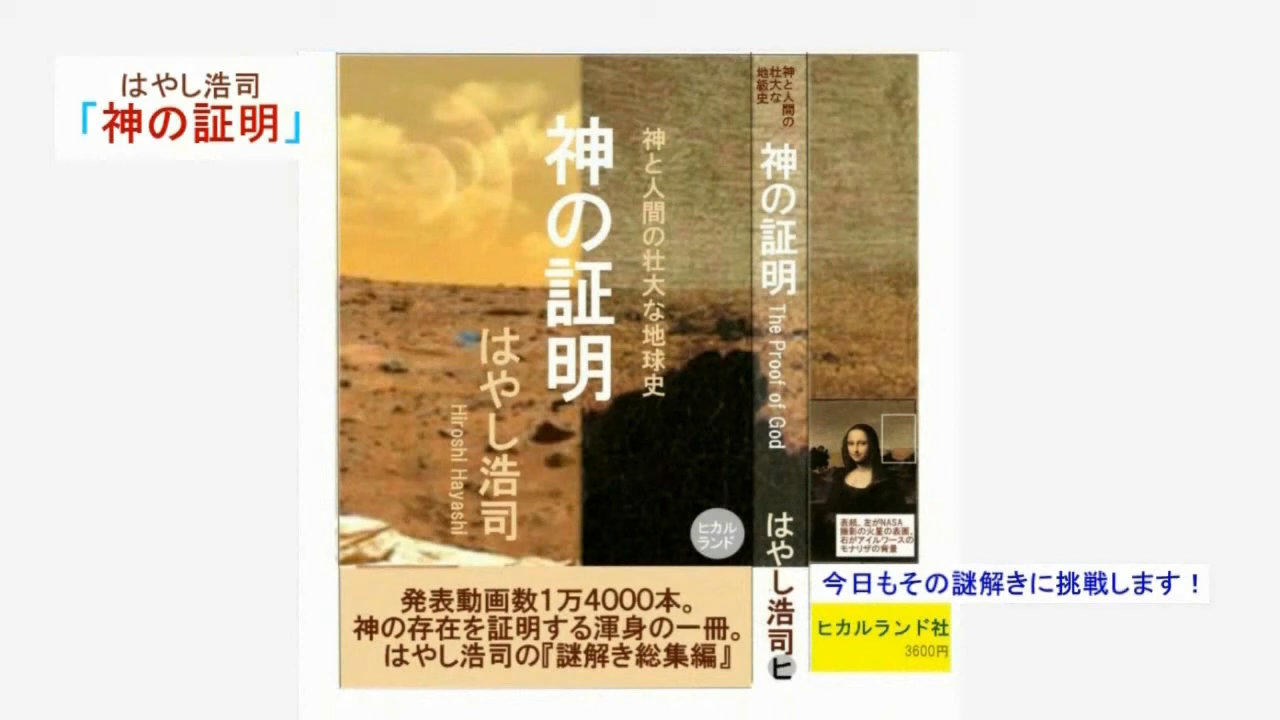 はやし浩司
「神の証明」
神の証明
神と人間の壮大な地球史
はやし浩司
Hiroshi Hayashi
ヒカル
ランド
発表動画数1万4000本。
神の存在を証明する渾身の一冊。
はやし浩司の『謎解き総集編』
神と人間の
壮大な
地球史
神の証明 The Proof of God
はやし浩司
ヒ
表紙、左がNASA
撮影の火星の表面、
右がアイルワースの
モナリザの背景
今日もその謎解きに挑戦します！
ヒカルランド社
3600円